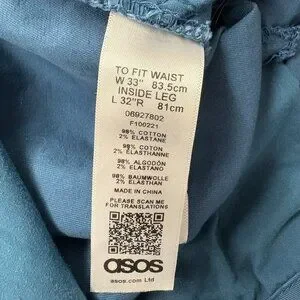 TO FIT WAIST
W 33" 83.5cm
INSIDE LEG
L 32"R 81cm
08927802
F100221
98% COTTON
2% ELASTANE
98% COTON
2% ELASTHANNE
98% ALGODÓN
2% ELASTANO
98% BAUMWOLLE
2% ELASTHAN
MADE IN CHINA
PLEASE SCAN ME
FOR TRANSLATIONS
asos
asos.com Ltd